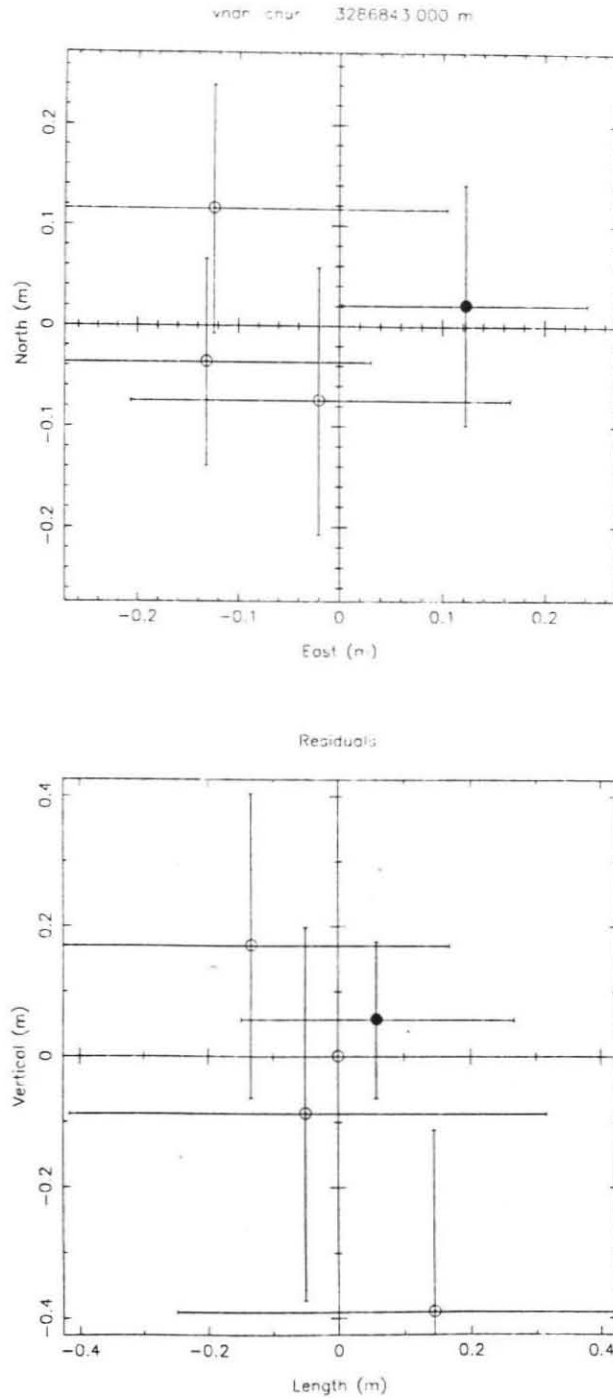 vndn chur 3286843.000 m
0.2
0.1
0
−0.1
−0.2
North (m)
−0.2 −0.1 0 0.1 0.2
East (m)
Residuals
0.4
0.2
0
−0.2
−0.4
Vertical (m)
−0.4 −0.2 0 0.2 0.4
Length (m)